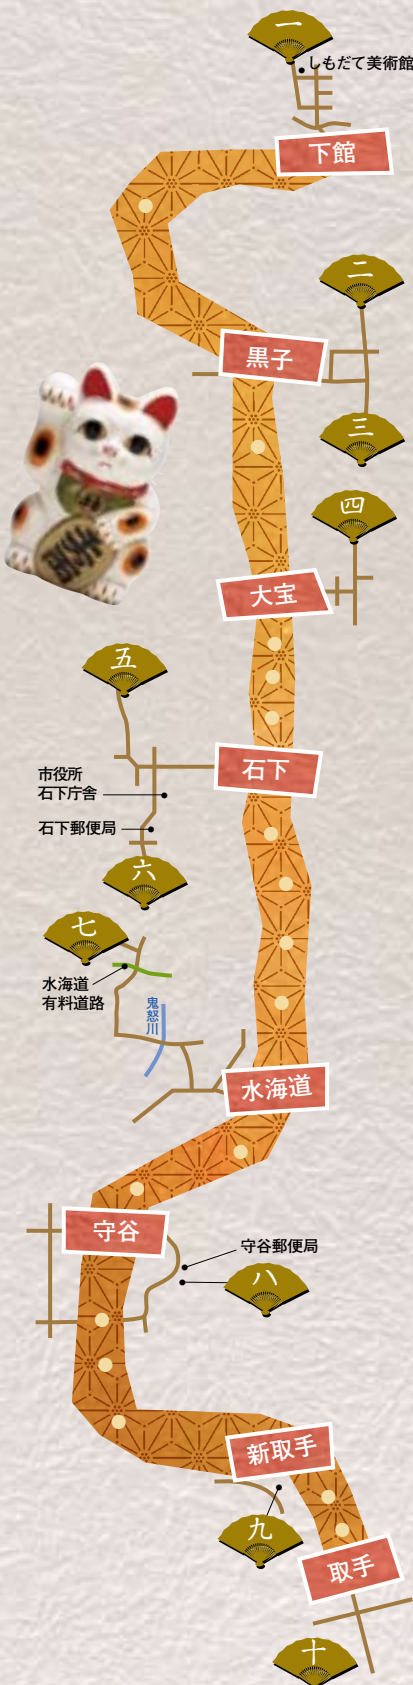 一
しもだて美術館
下館
二
黒子
三
四
大宝
五
石下
市役所
石下庁舎
石下郵便局
六
七
水海道
有料道路
鬼怒川
水海道
守谷
守谷郵便局
八
新取手
九
取手
十